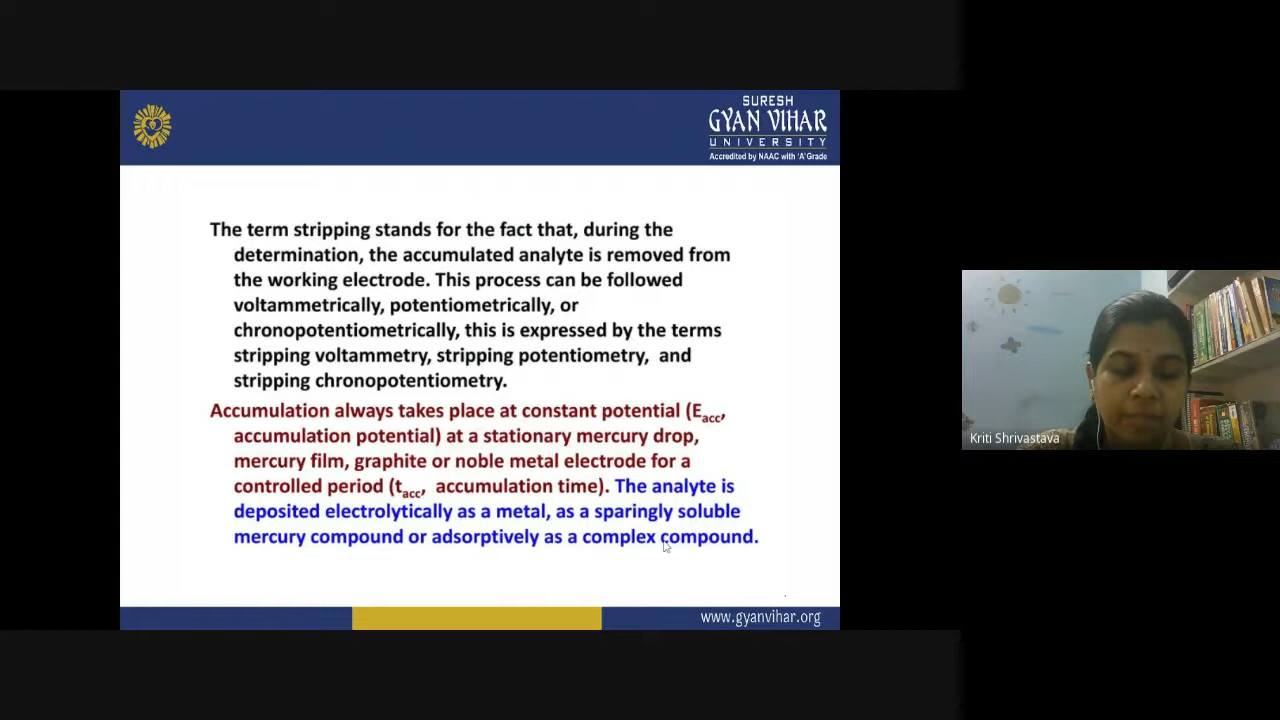 SURESH
GYAN VIHAR
UNIVERSITY
Accredited by NAAC with 'A' Grade
The term stripping stands for the fact that, during the
determination, the accumulated analyte is removed from
the working electrode. This process can be followed
voltammetrically, potentiometrically, or
chronopotentiometrically, this is expressed by the terms
stripping voltammetry, stripping potentiometry, and
stripping chronopotentiometry.
Accumulation always takes place at constant potential (Eacc,
accumulation potential) at a stationary mercury drop,
mercury film, graphite or noble metal electrode for a
controlled period (tacc, accumulation time). The analyte is
deposited electrolytically as a metal, as a sparingly soluble
mercury compound or adsorptively as a complex compound.
www.gyanvihar.org
Kriti Shrivastava